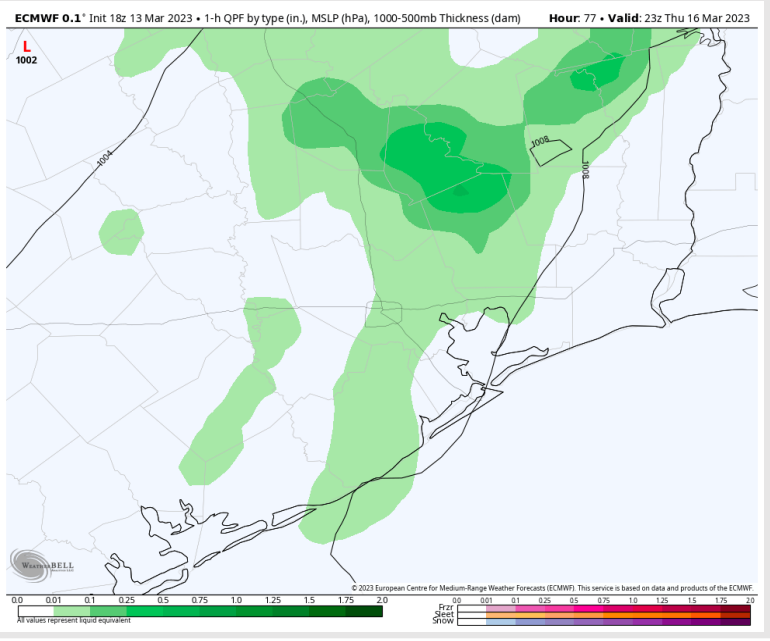 ECMWF 0.1° Init 18z 13 Mar 2023 • 1-h QPF by type (in.), MSLP (hPa), 1000-500mb Thickness (dam) Hour: 77 • Valid: 23z Thu 16 Mar 2023
L
1002
1004
1008
1008
WEATHERBELL
© 2023 European Centre for Medium-Range Weather Forecasts (ECMWF). This service is based on data and products of the ECMWF.
0.0 0.01 0.1 0.25 0.5 0.75 1.0 1.25 1.5 1.75 2.0
All values represent liquid equivalent
0.0 0.01 0.1 0.25 0.5 0.75 1.0 1.25 1.5 1.75 2.0
Frzr
Sleet
Snow